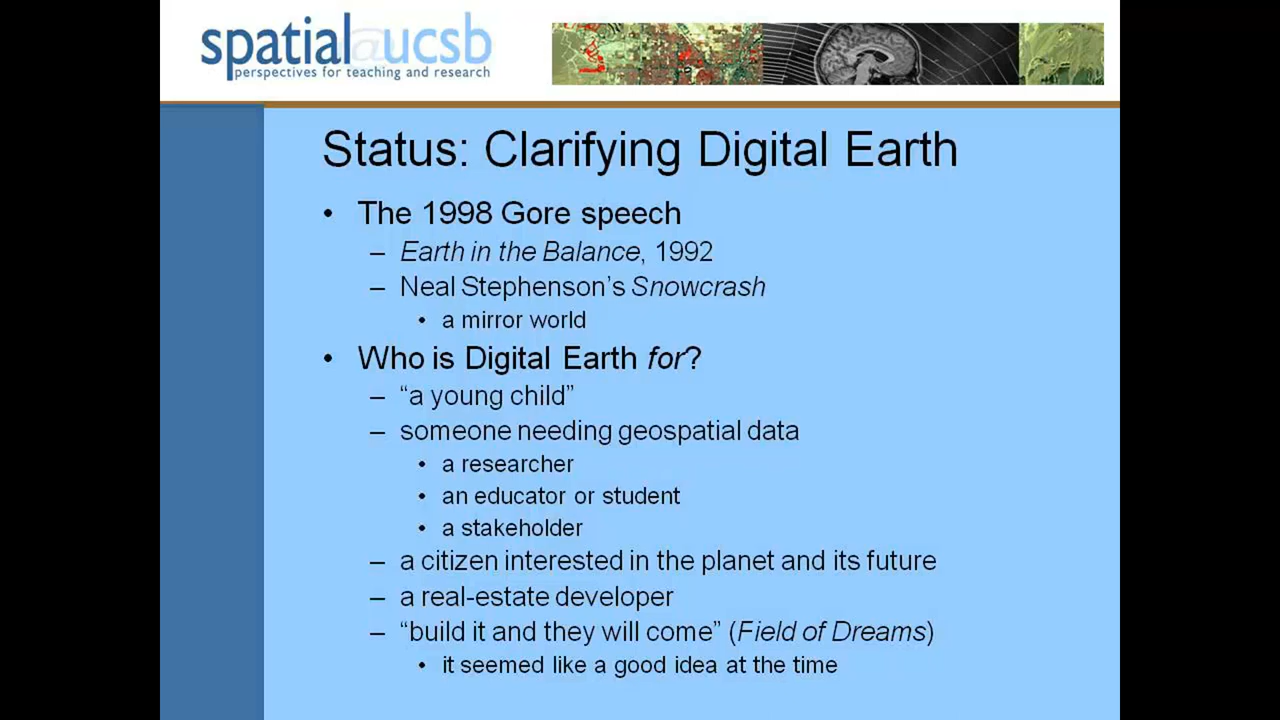 spatial@ucsb
perspectives for teaching and research
Status: Clarifying Digital Earth
• The 1998 Gore speech
– Earth in the Balance, 1992
– Neal Stephenson’s Snowcrash
• a mirror world
• Who is Digital Earth for?
– “a young child”
– someone needing geospatial data
• a researcher
• an educator or student
• a stakeholder
– a citizen interested in the planet and its future
– a real-estate developer
– “build it and they will come” (Field of Dreams)
• it seemed like a good idea at the time